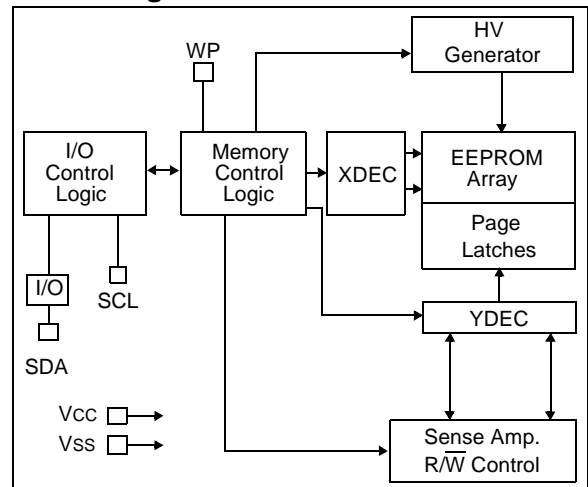 WP
HV
Generator
I/O
Control
Logic
Memory
Control
Logic
XDEC
EEPROM
Array
Page
Latches
I/O
SCL
SDA
YDEC
VCC
VSS
Sense Amp.
R/W̅ Control